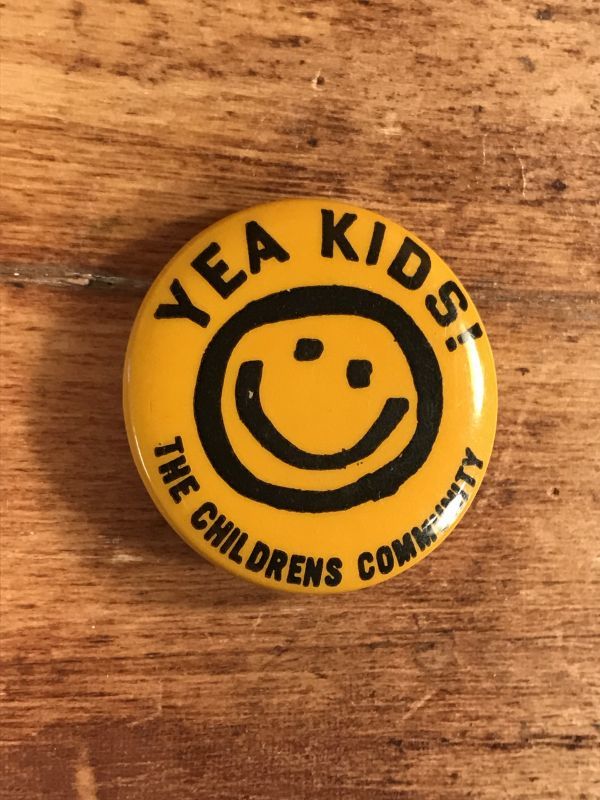 YEA KIDS!
THE CHILDRENS COMMUNITY